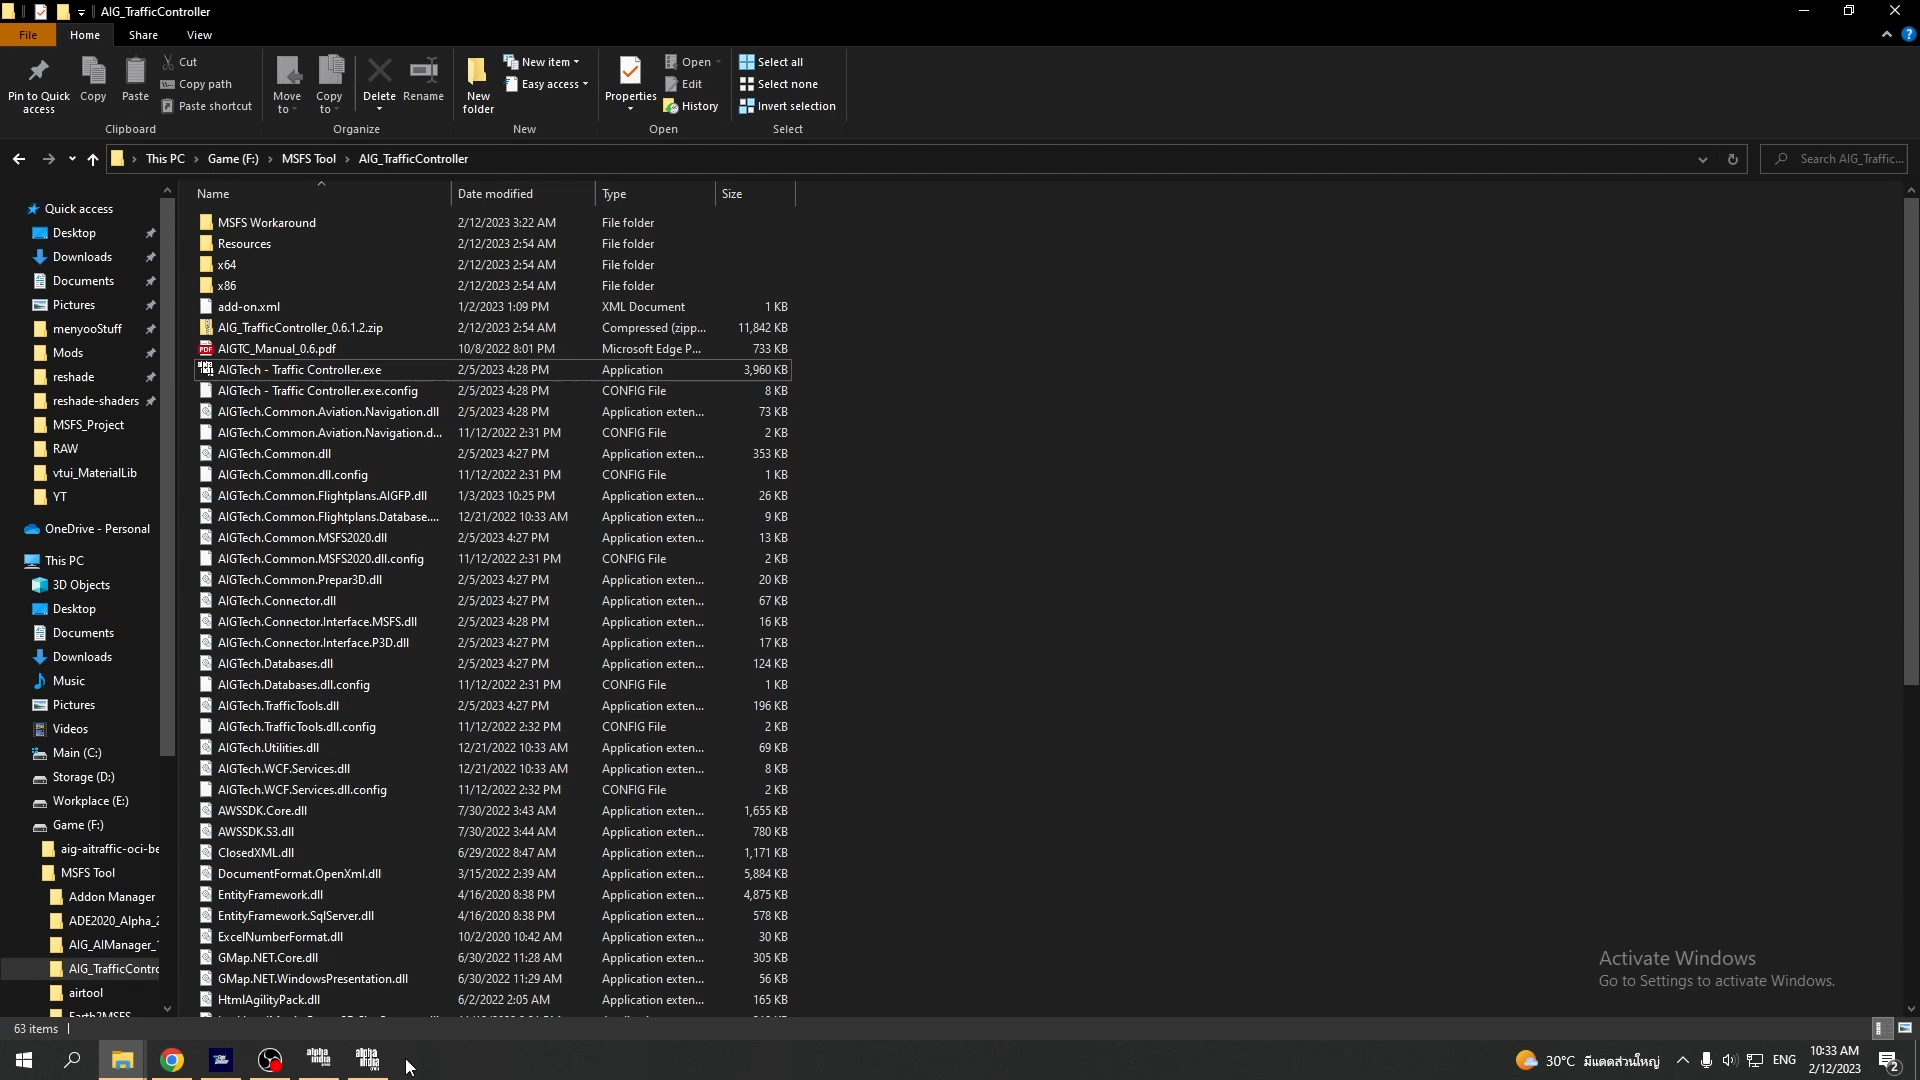 AIG_TrafficController
File
Home
Share
View
Pin to Quick
access
Copy
Paste
Cut
Copy path
Paste shortcut
Clipboard
Move
to
Copy
to
Delete
Rename
Organize
New
folder
New item
Easy access
New
Properties
Open
Edit
History
Open
Select all
Select none
Invert selection
Select
This PC
Game (F:)
MSFS Tool
AIG_TrafficController
Search AIG_Traffic...
Name Date modified Type Size
MSFS Workaround 2/12/2023 3:22 AM File folder
Resources 2/12/2023 2:54 AM File folder
x64 2/12/2023 2:54 AM File folder
x86 2/12/2023 2:54 AM File folder
add-on.xml 1/2/2023 1:09 PM XML Document 1 KB
AIG_TrafficController_0.6.1.2.zip 2/12/2023 2:54 AM Compressed (zipp... 11,842 KB
AIGTC_Manual_0.6.pdf 10/8/2022 8:01 PM Microsoft Edge P... 733 KB
AIGTech - Traffic Controller.exe 2/5/2023 4:28 PM Application 3,960 KB
AIGTech - Traffic Controller.exe.config 2/5/2023 4:28 PM CONFIG File 8 KB
AIGTech.Common.Aviation.Navigation.dll 2/5/2023 4:28 PM Application exten... 73 KB
AIGTech.Common.Aviation.Navigation.d... 11/12/2022 2:31 PM CONFIG File 2 KB
AIGTech.Common.dll 2/5/2023 4:27 PM Application exten... 353 KB
AIGTech.Common.dll.config 11/12/2022 2:31 PM CONFIG File 1 KB
AIGTech.Common.Flightplans.AIGFP.dll 1/3/2023 10:25 PM Application exten... 26 KB
AIGTech.Common.Flightplans.Database.... 12/21/2022 10:33 AM Application exten... 9 KB
AIGTech.Common.MSFS2020.dll 2/5/2023 4:27 PM Application exten... 13 KB
AIGTech.Common.MSFS2020.dll.config 11/12/2022 2:31 PM CONFIG File 2 KB
AIGTech.Common.Prepar3D.dll 2/5/2023 4:27 PM Application exten... 20 KB
AIGTech.Connector.dll 2/5/2023 4:27 PM Application exten... 67 KB
AIGTech.Connector.Interface.MSFS.dll 2/5/2023 4:28 PM Application exten... 16 KB
AIGTech.Connector.Interface.P3D.dll 2/5/2023 4:27 PM Application exten... 17 KB
AIGTech.Databases.dll 2/5/2023 4:27 PM Application exten... 124 KB
AIGTech.Databases.dll.config 11/12/2022 2:31 PM CONFIG File 1 KB
AIGTech.TrafficTools.dll 2/5/2023 4:27 PM Application exten... 196 KB
AIGTech.TrafficTools.dll.config 11/12/2022 2:32 PM CONFIG File 2 KB
AIGTech.Utilities.dll 12/21/2022 10:33 AM Application exten... 69 KB
AIGTech.WCF.Services.dll 12/21/2022 10:33 AM Application exten... 8 KB
AIGTech.WCF.Services.dll.config 11/12/2022 2:32 PM CONFIG File 2 KB
AWSSDK.Core.dll 7/30/2022 3:43 AM Application exten... 1,655 KB
AWSSDK.S3.dll 7/30/2022 3:44 AM Application exten... 780 KB
ClosedXML.dll 6/29/2022 8:47 AM Application exten... 1,171 KB
DocumentFormat.OpenXml.dll 3/15/2022 2:39 AM Application exten... 5,884 KB
EntityFramework.dll 4/16/2020 8:38 PM Application exten... 4,875 KB
EntityFramework.SqlServer.dll 4/16/2020 8:38 PM Application exten... 578 KB
ExcelNumberFormat.dll 10/2/2020 10:42 AM Application exten... 30 KB
GMap.NET.Core.dll 6/30/2022 11:28 AM Application exten... 305 KB
GMap.NET.WindowsPresentation.dll 6/30/2022 11:29 AM Application exten... 56 KB
HtmlAgilityPack.dll 6/2/2022 2:05 AM Application exten... 165 KB
Quick access
Desktop
Downloads
Documents
Pictures
menyooStuff
Mods
reshade
reshade-shaders
MSFS_Project
RAW
vtui_MaterialLib
YT
OneDrive - Personal
This PC
3D Objects
Desktop
Documents
Downloads
Music
Pictures
Videos
Main (C:)
Storage (D:)
Workplace (E:)
Game (F:)
aig-aitraffic-oci-be
MSFS Tool
Addon Manager
ADE2020_Alpha_2
AIG_AIManager_1
AIG_TrafficContro
airtool
Earth2MSFS
Activate Windows
Go to Settings to activate Windows.
63 items
alpha
india
alpha
india
30°C มีแดดส่วนใหญ่
ENG
10:33 AM
2/12/2023
2